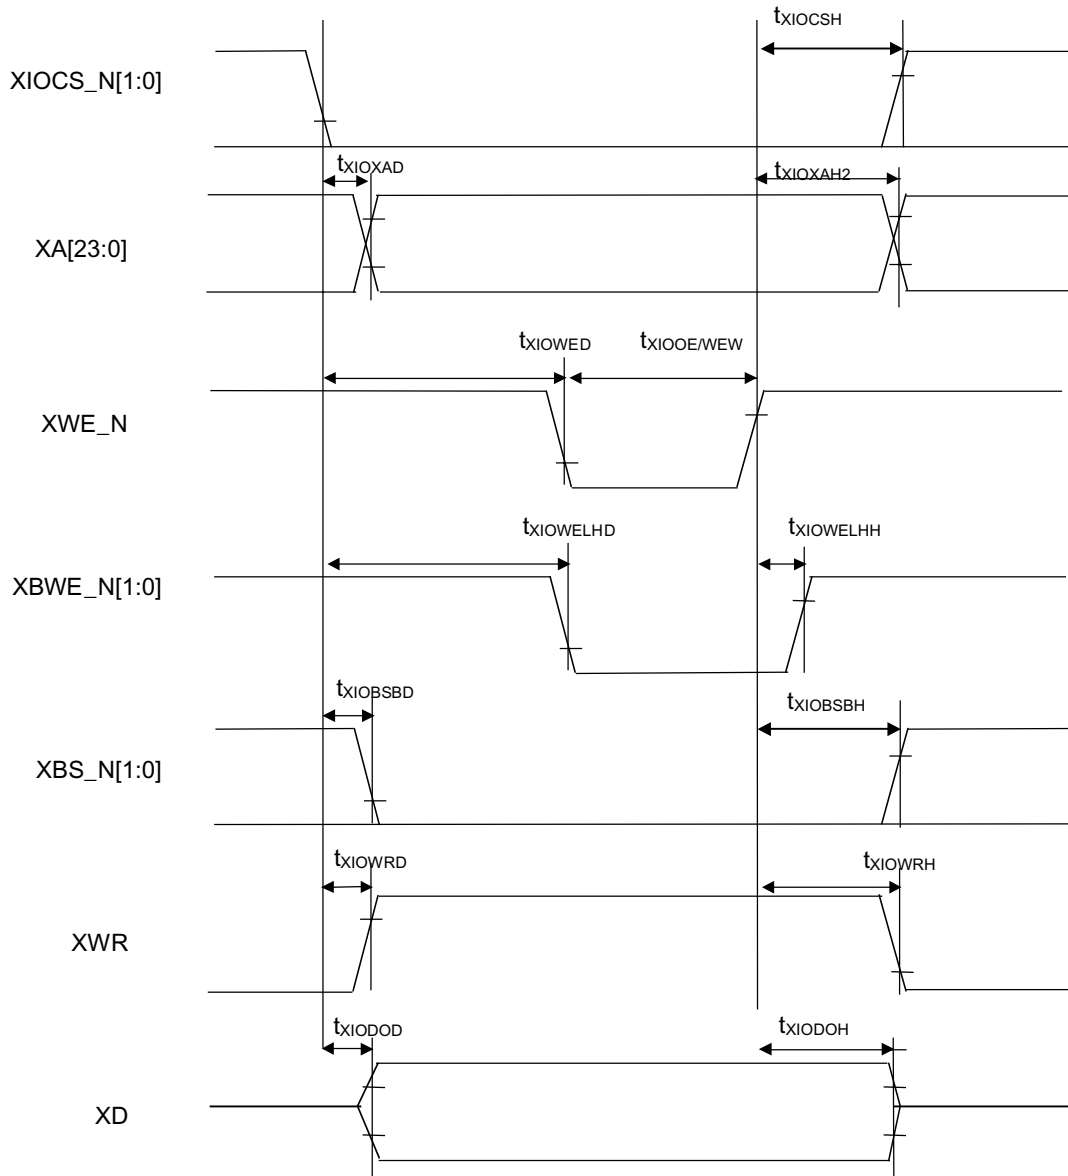 tXIOCSH
XIOCS_N[1:0]
tXIOXAD
tXIOXAH2
XA[23:0]
tXIOWED
tXIOOE/WEW
XWE_N
tXIOWELHD
tXIOWELHH
XBWE_N[1:0]
tXIOBSBD
tXIOBSBH
XBS_N[1:0]
tXIOWRD
tXIOWRH
XWR
tXIODOD
tXIODOH
XD